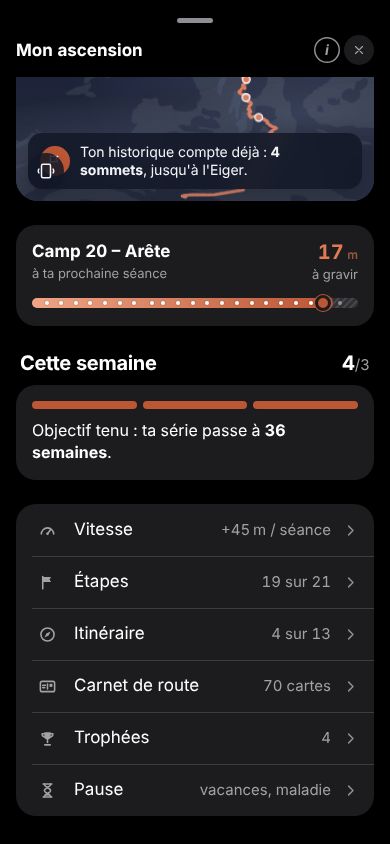 Mon ascension
i
Ton historique compte déjà : 4
sommets, jusqu'à l'Eiger.
Camp 20 – Arête
17 m
à ta prochaine séance
à gravir
Cette semaine
4/3
Objectif tenu : ta série passe à 36
semaines.
Vitesse
+45 m / séance
Étapes
19 sur 21
Itinéraire
4 sur 13
Carnet de route
70 cartes
Trophées
4
Pause
vacances, maladie